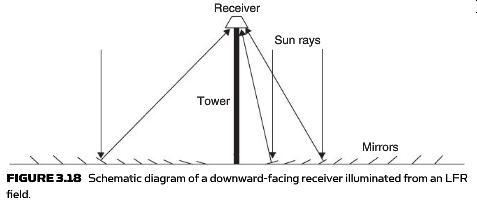 Receiver
Sun rays
Tower
Mirrors
FIGURE 3.18 Schematic diagram of a downward-facing receiver illuminated from an LFR
field.